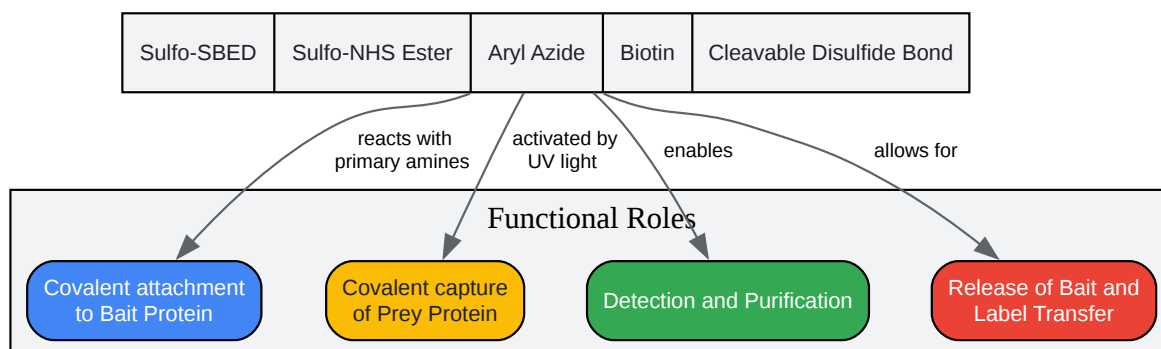 Sulfo-SBED
Sulfo-NHS Ester
Aryl Azide
Biotin
Cleavable Disulfide Bond
reacts with
primary amines
activated by
UV light
enables
allows for
Functional Roles
Covalent attachment
to Bait Protein
Covalent capture
of Prey Protein
Detection and Purification
Release of Bait and
Label Transfer